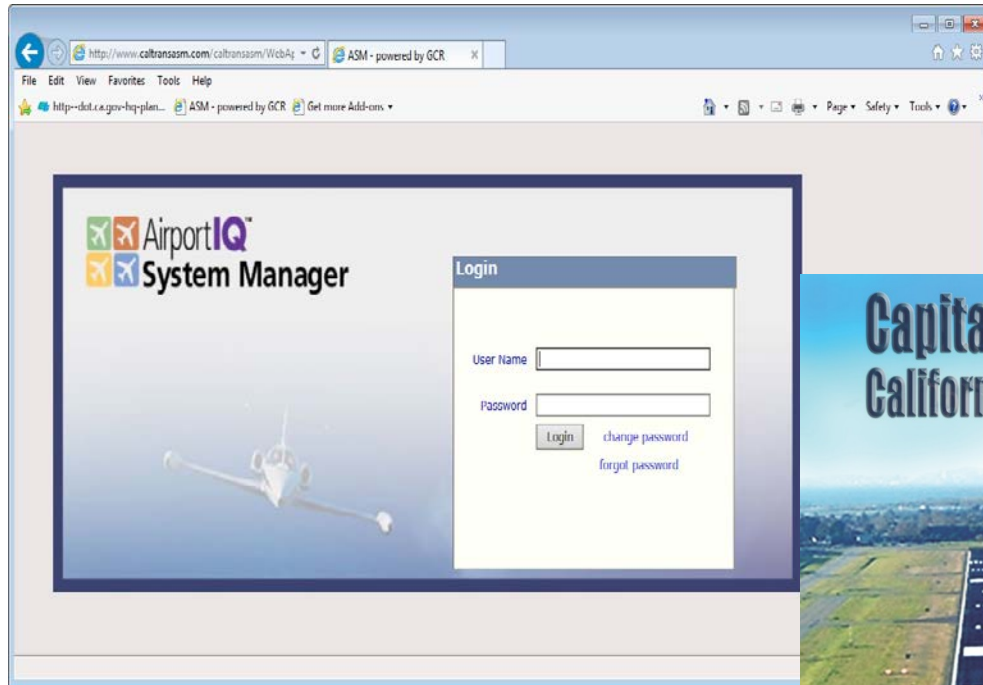 http://www.caltransasm.com/caltransasm/WebAp
ASM - powered by GCR
File Edit View Favorites Tools Help
http--dot.ca.gov-hq-plan... ASM - powered by GCR Get more Add-ons
Page Safety Tools
AirportIQ™
System Manager
Login
User Name
Password
Login change password
forgot password
Capita
Californ